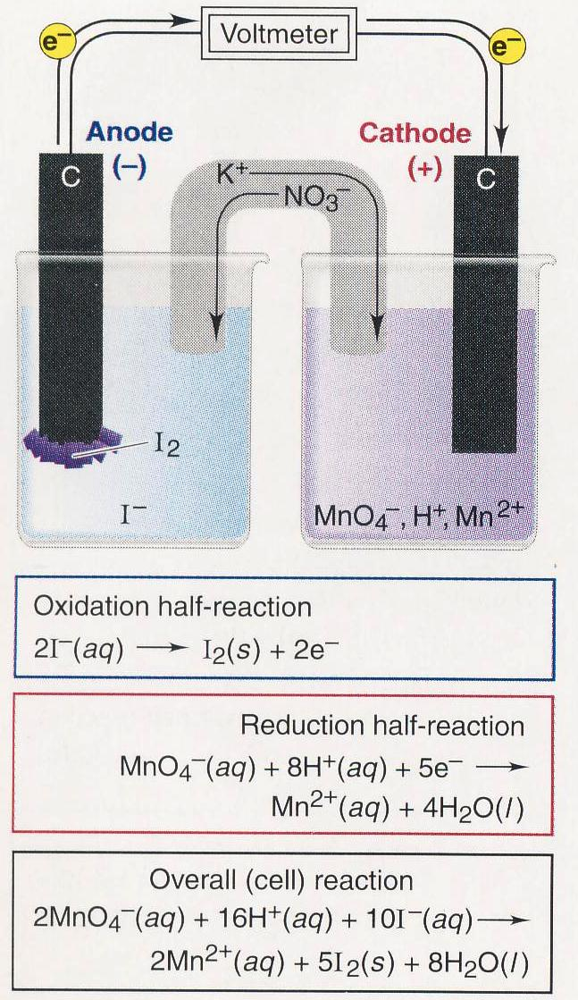 e⁻ Voltmeter e⁻
Anode Cathode
(–) (+)
C C
K⁺
NO₃⁻
I₂
I⁻
MnO₄⁻, H⁺, Mn²⁺
Oxidation half-reaction
2I⁻(aq) ⟶ I₂(s) + 2e⁻
Reduction half-reaction
MnO₄⁻(aq) + 8H⁺(aq) + 5e⁻ ⟶
Mn²⁺(aq) + 4H₂O(l)
Overall (cell) reaction
2MnO₄⁻(aq) + 16H⁺(aq) + 10I⁻(aq) ⟶
2Mn²⁺(aq) + 5I₂(s) + 8H₂O(l)